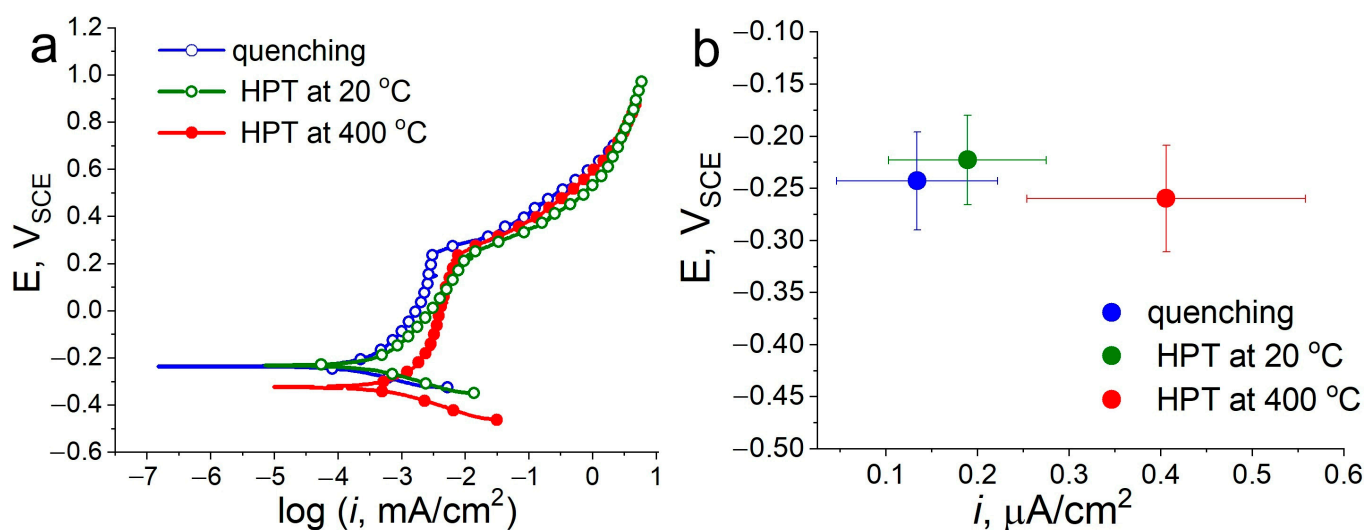 a
E, V_SCE
1.2
1.0
0.8
0.6
0.4
0.2
0.0
−0.2
−0.4
−0.6
quenching
HPT at 20 °C
HPT at 400 °C
−7 −6 −5 −4 −3 −2 −1 0 1
log (i, mA/cm²)
b
E, V_SCE
−0.10
−0.15
−0.20
−0.25
−0.30
−0.35
−0.40
−0.45
−0.50
quenching
HPT at 20 °C
HPT at 400 °C
0.1 0.2 0.3 0.4 0.5 0.6
i, μA/cm²